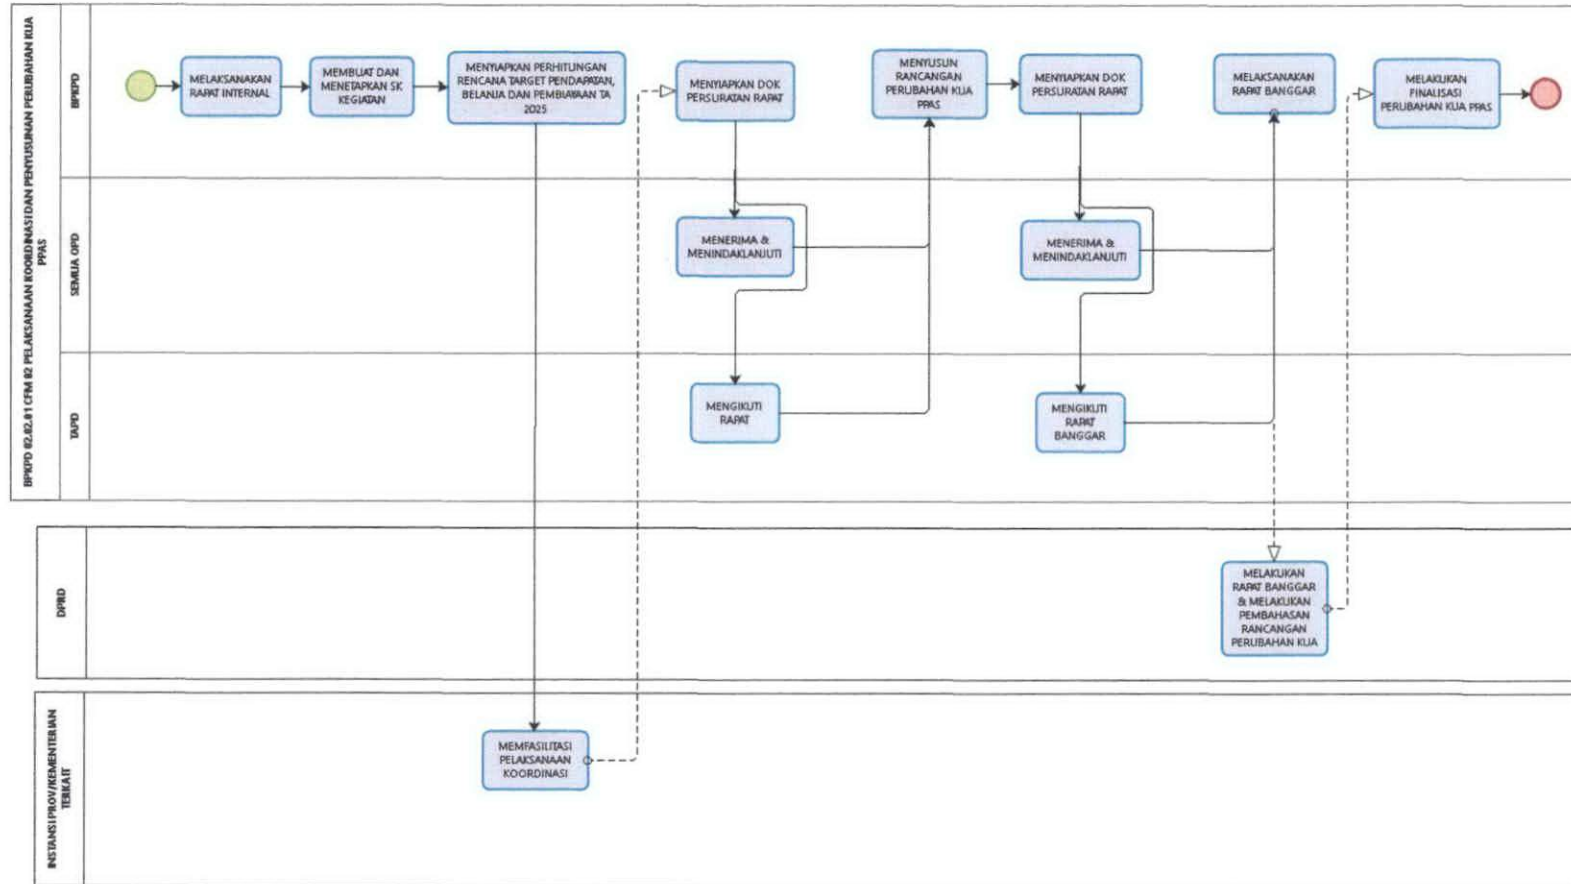 BPKPD 02.02.01 CFM 02 PELAKSANAAN KOORDINASI DAN PENYUSUNAN PERUBAHAN KUA
PPAS
BPKPD
MELAKSANAKAN
RAPAT INTERNAL
MEMBUAT DAN
MENETAPKAN SK
KEGIATAN
MENYIAPKAN PERHITUNGAN
RENCANA TARGET PENDAPATAN,
BELANJA DAN PEMBIAYAAN TA
2025
MENYIAPKAN DOK
PERSURATAN RAPAT
MENYUSUN
RANCANGAN
PERUBAHAN KUA
PPAS
MENYIAPKAN DOK
PERSURATAN RAPAT
MELAKSANAKAN
RAPAT BANGGAR
MELAKUKAN
FINALISASI
PERUBAHAN KUA PPAS
SEMUA OPD
MENERIMA &
MENINDAKLANJUTI
MENERIMA &
MENINDAKLANJUTI
TAPD
MENGIKUTI
RAPAT
MENGIKUTI
RAPAT
BANGGAR
DPRD
MELAKUKAN
RAPAT BANGGAR
& MELAKUKAN
PEMBAHASAN
RANCANGAN
PERUBAHAN KUA
INSTANSI PROV/KEMENTERIAN
TERKAIT
MEMFASILITASI
PELAKSANAAN
KOORDINASI